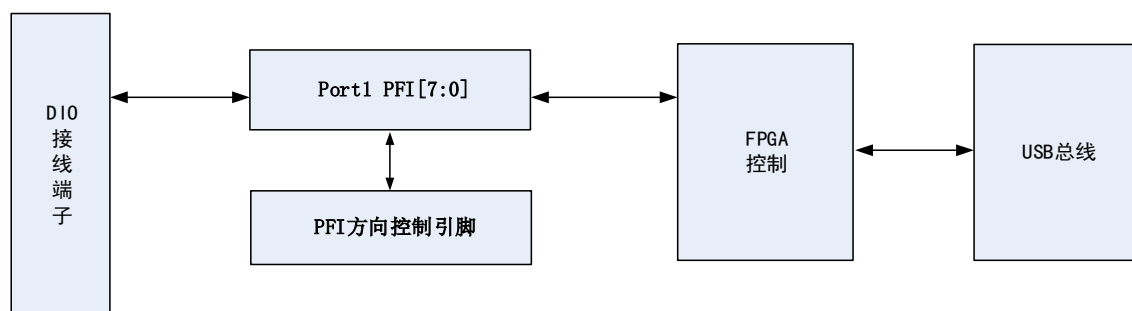 DIO
接
线
端
子
Port1 PFI[7:0]
PFI方向控制引脚
FPGA
控制
USB总线